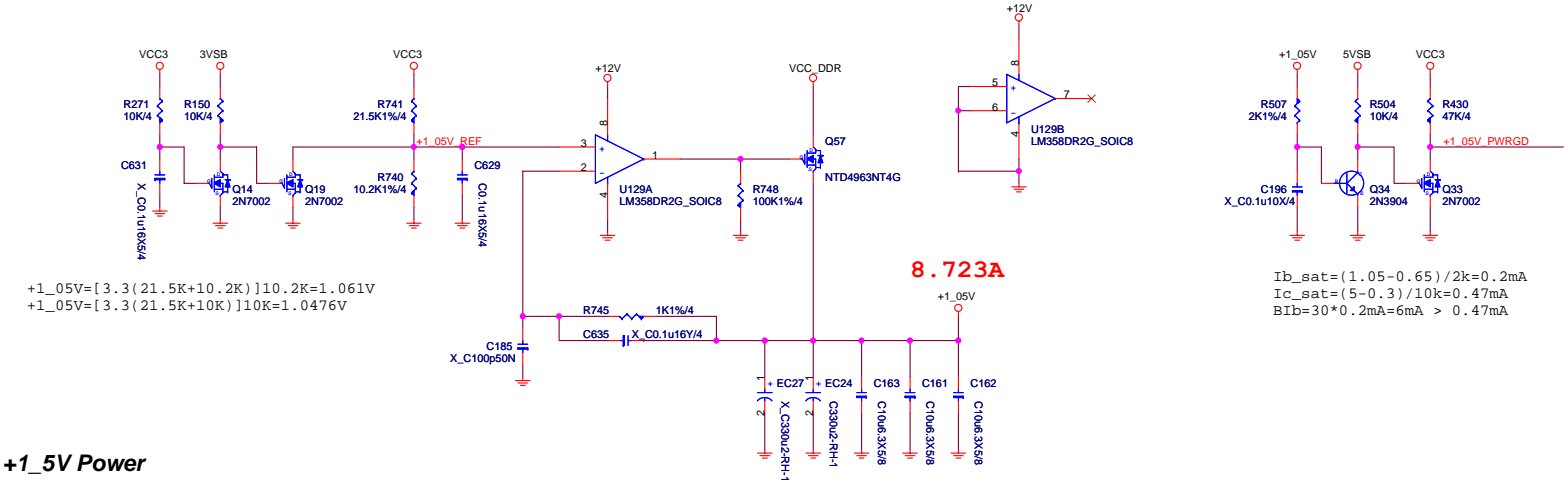 VCC3
3VSB
VCC3
+12V
VCC_DDR
+12V
+1_05V
5VSB
VCC3
R271
10K/4
R150
10K/4
R741
21.5K1%/4
8
8
5
+
6
-
7
4
U129B
LM358DR2G_SOIC8
R507
2K1%/4
R504
10K/4
R430
47K/4
+1_05V_REF
3
+
2
-
1
4
U129A
LM358DR2G_SOIC8
Q57
NTD4963NT4G
+1_05V_PWRGD
C631
X_C0.1u16X5/4
Q14
2N7002
Q19
2N7002
R740
10.2K1%/4
C629
C0.1u16X5/4
R748
100K1%/4
C196
X_C0.1u10X/4
Q34
2N3904
Q33
2N7002
+1_05V=[3.3(21.5K+10.2K)]10.2K=1.061V
+1_05V=[3.3(21.5K+10K)]10K=1.0476V
8.723A
+1_05V
Ib_sat=(1.05-0.65)/2k=0.2mA
Ic_sat=(5-0.3)/10k=0.47mA
BIb=30*0.2mA=6mA > 0.47mA
R745
1K1%/4
C635
X_C0.1u16Y/4
C185
X_C100p50N
1
+
2
EC27
X_C330u2-RH-1
1
+
2
EC24
C330u2-RH-1
C163
C10u6.3X5/8
C161
C10u6.3X5/8
C162
C10u6.3X5/8
+1_5V Power